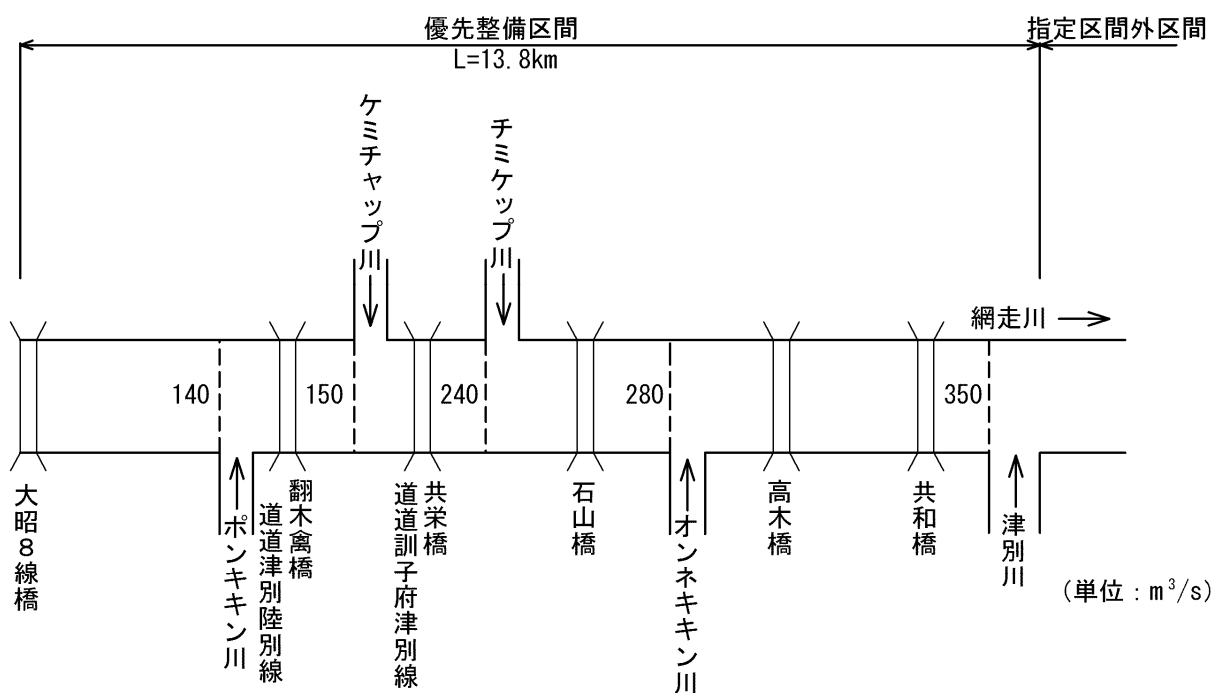 優先整備区間
指定区間外区間
L=13.8km
ケミチャップ川
チミケップ川
網走川
140
150
240
280
350
大昭8線橋
ポンキキン川
翻木禽橋
道道津別陸別線
共栄橋
道道訓子府津別線
石山橋
オンネキキン川
高木橋
共和橋
津別川
(単位:m³/s)